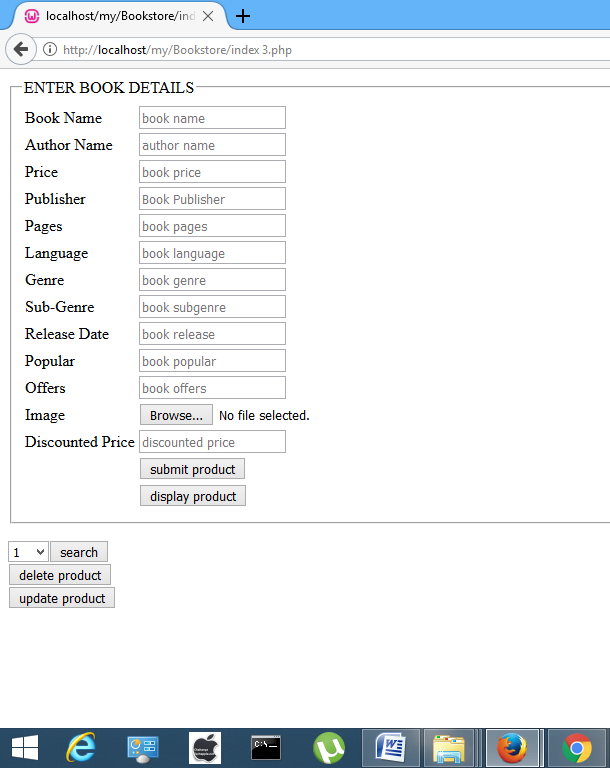 localhost/my/Bookstore/ind
http://localhost/my/Bookstore/index3.php
ENTER BOOK DETAILS
Book Name book name
Author Name author name
Price book price
Publisher Book Publisher
Pages book pages
Language book language
Genre book genre
Sub-Genre book subgenre
Release Date book release
Popular book popular
Offers book offers
Image Browse... No file selected.
Discounted Price discounted price
submit product
display product
1 search
delete product
update product
C:\._